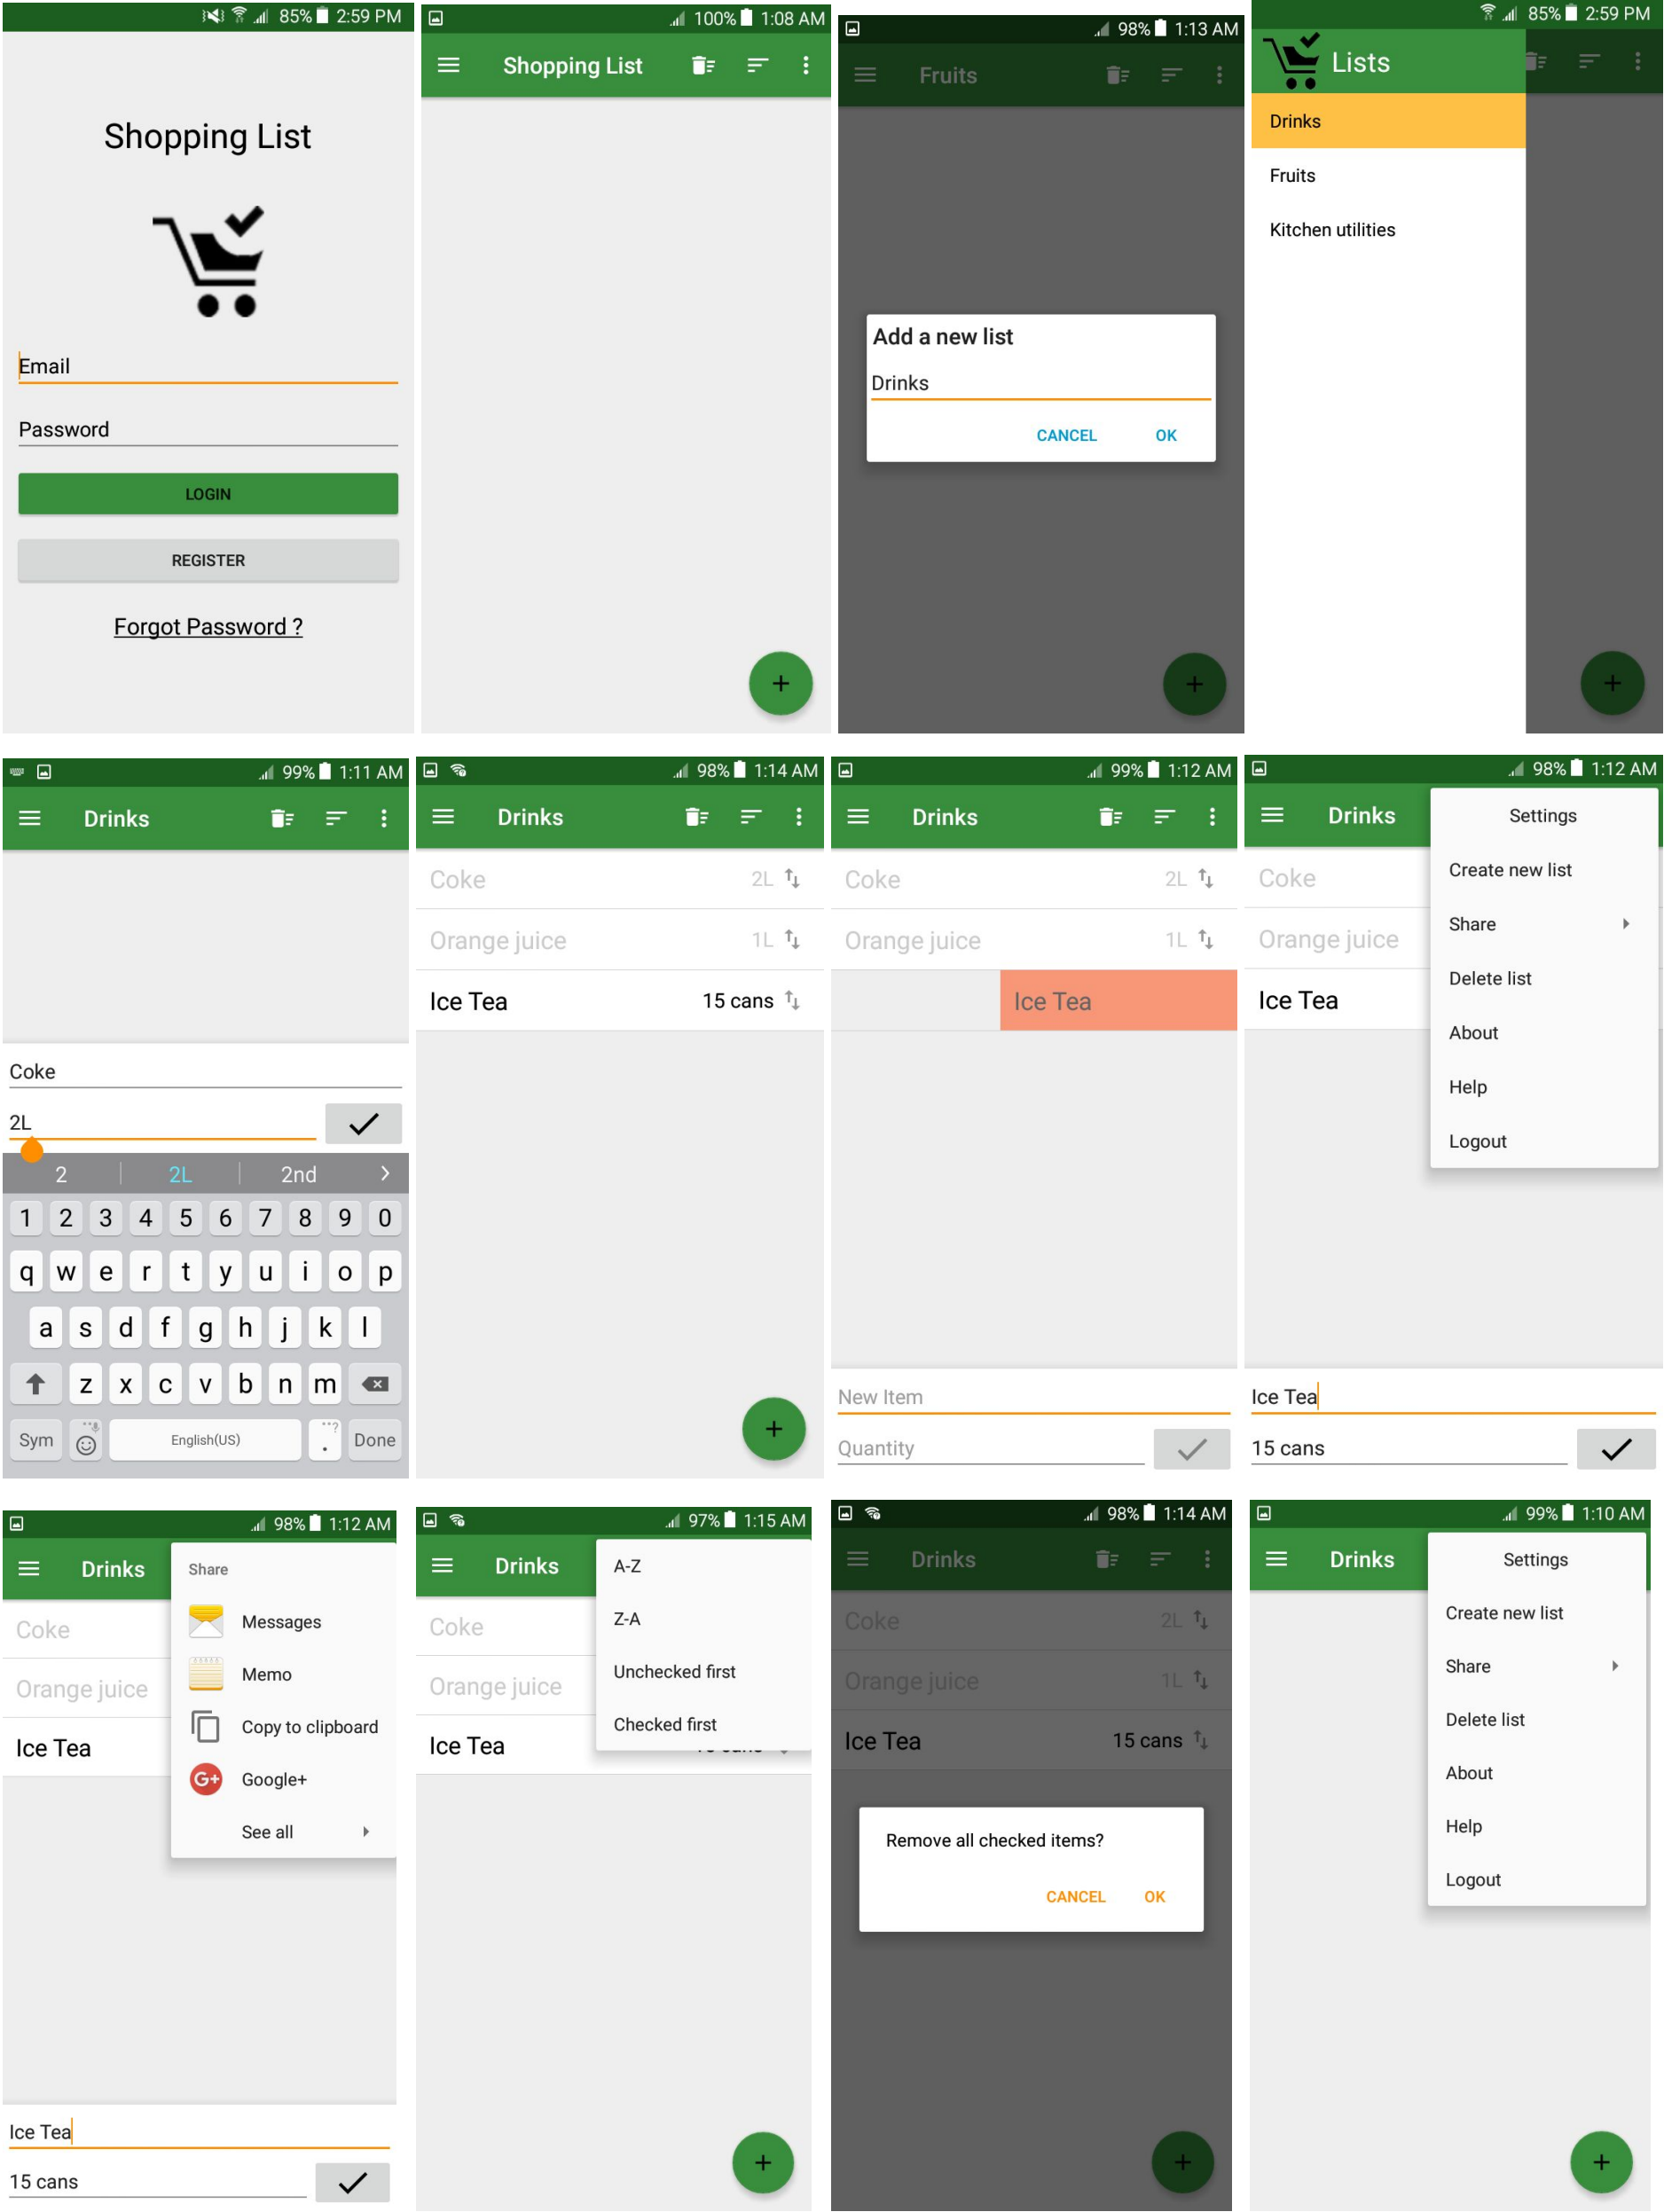 85% 2:59 PM
Shopping List
Email
Password
LOGIN
REGISTER
Forgot Password ?
100% 1:08 AM
Shopping List
+
98% 1:13 AM
Fruits
Add a new list
Drinks
CANCEL OK
+
85% 2:59 PM
Lists
Drinks
Fruits
Kitchen utilities
+
99% 1:11 AM
Drinks
Coke
2L
2 2L 2nd >
1 2 3 4 5 6 7 8 9 0
q w e r t y u i o p
a s d f g h j k l
z x c v b n m
Sym English(US) . Done
98% 1:14 AM
Drinks
Coke 2L
Orange juice 1L
Ice Tea 15 cans
+
99% 1:12 AM
Drinks
Coke 2L
Orange juice 1L
Ice Tea
New Item
Quantity
98% 1:12 AM
Drinks
Settings
Create new list
Share
Delete list
About
Help
Logout
Coke
Orange juice
Ice Tea
Ice Tea
15 cans
98% 1:12 AM
Drinks
Share
Messages
Memo
Copy to clipboard
G+ Google+
See all
Coke
Orange juice
Ice Tea
Ice Tea
15 cans
97% 1:15 AM
Drinks
A-Z
Z-A
Unchecked first
Checked first
Coke
Orange juice
Ice Tea
+
98% 1:14 AM
Drinks
Coke 2L
Orange juice 1L
Ice Tea 15 cans
Remove all checked items?
CANCEL OK
+
99% 1:10 AM
Drinks
Settings
Create new list
Share
Delete list
About
Help
Logout
+